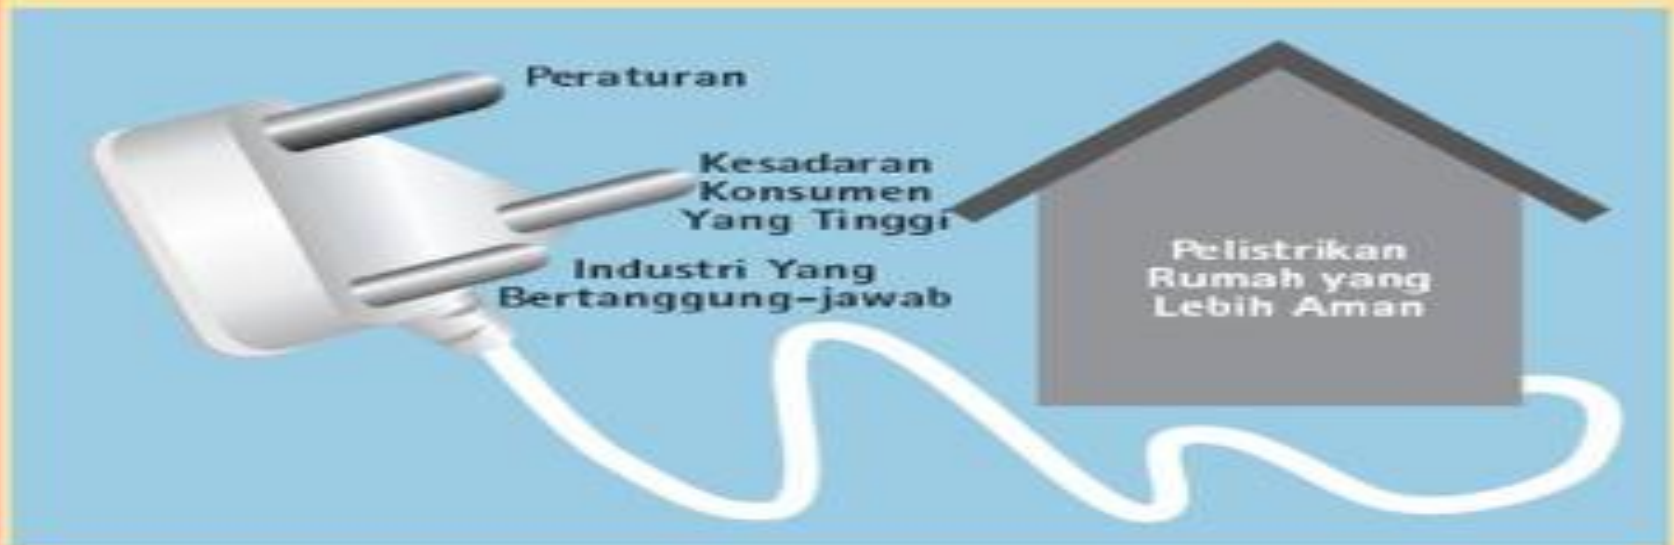 Peraturan
Kesadaran
Konsumen
Yang Tinggi
Industri Yang
Bertanggung-jawab
Pelistrikan
Rumah yang
Lebih Aman